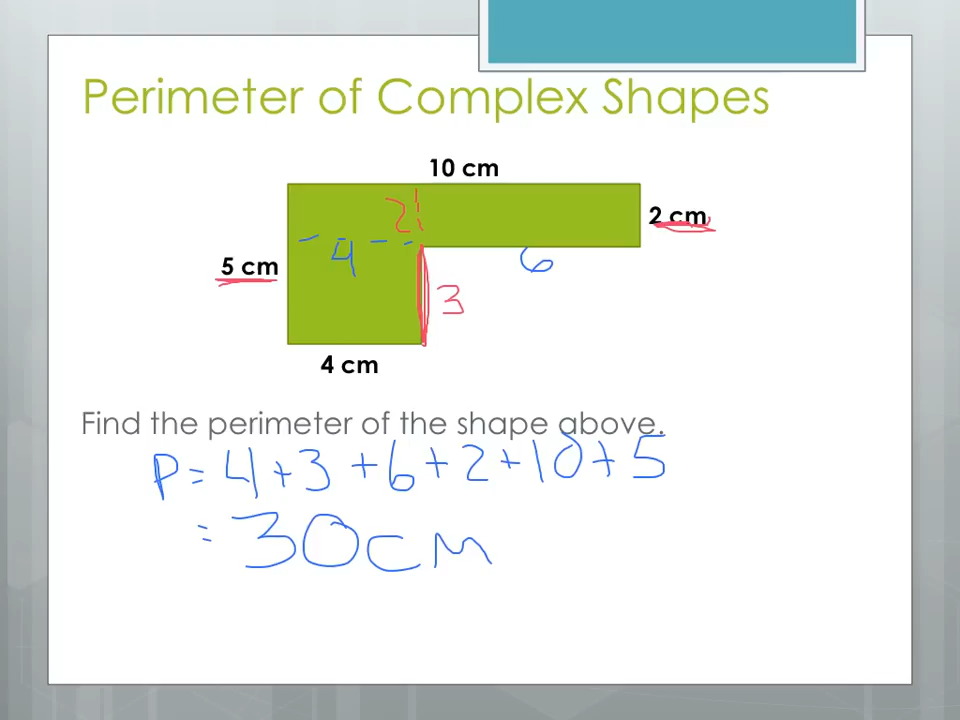 Perimeter of Complex Shapes
10 cm
2
2 cm
4
6
5 cm
3
4 cm
Find the perimeter of the shape above.
P = 4 + 3 + 6 + 2 + 10 + 5
= 30 cm